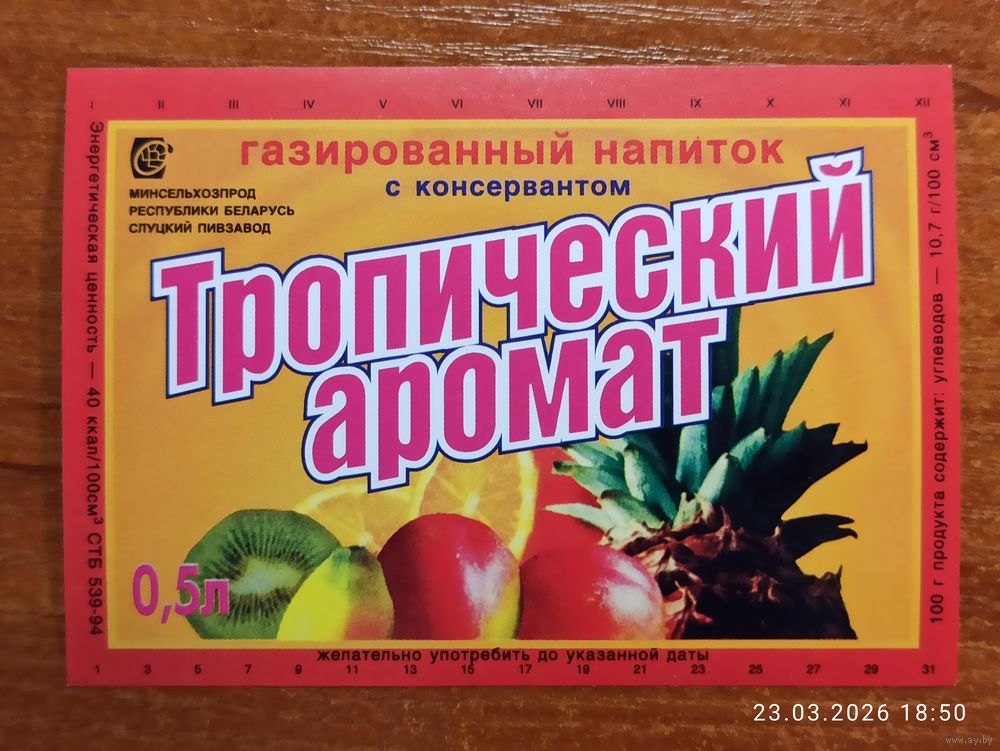 I II III IV V VI VII VIII IX X XI XII
газированный напиток
с консервантом
МИНСЕЛЬХОЗПРОД
РЕСПУБЛИКИ БЕЛАРУСЬ
СЛУЦКИЙ ПИВЗАВОД
Тропический
аромат
0,5л
Энергетическая ценность — 40 ккал/100см³ СТБ 539-94
100 г продукта содержит: углеводов — 10,7 г/100 см³
желательно употребить до указанной даты
1 3 5 7 9 11 13 15 17 19 21 23 25 27 29 31
23.03.2026 18:50
www.ay.by